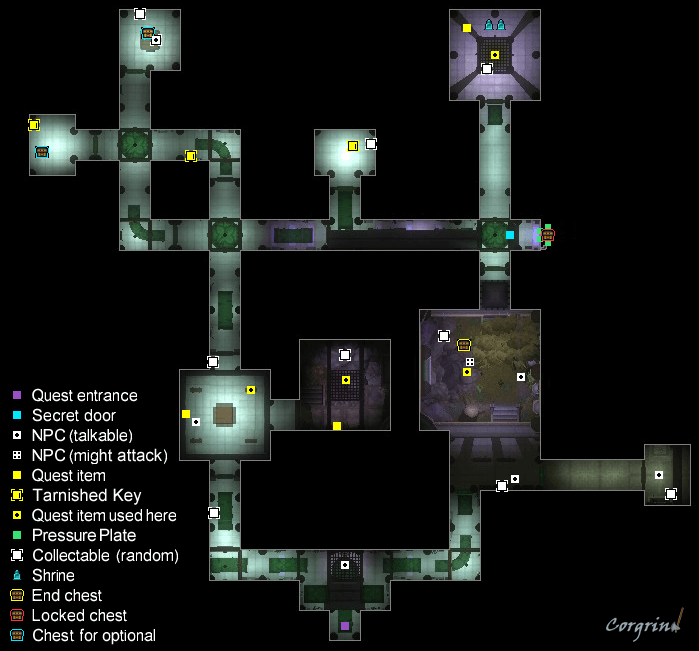 Quest entrance
Secret door
NPC (talkable)
NPC (might attack)
Quest item
Tarnished Key
Quest item used here
Pressure Plate
Collectable (random)
Shrine
End chest
Locked chest
Chest for optional
Corgrind